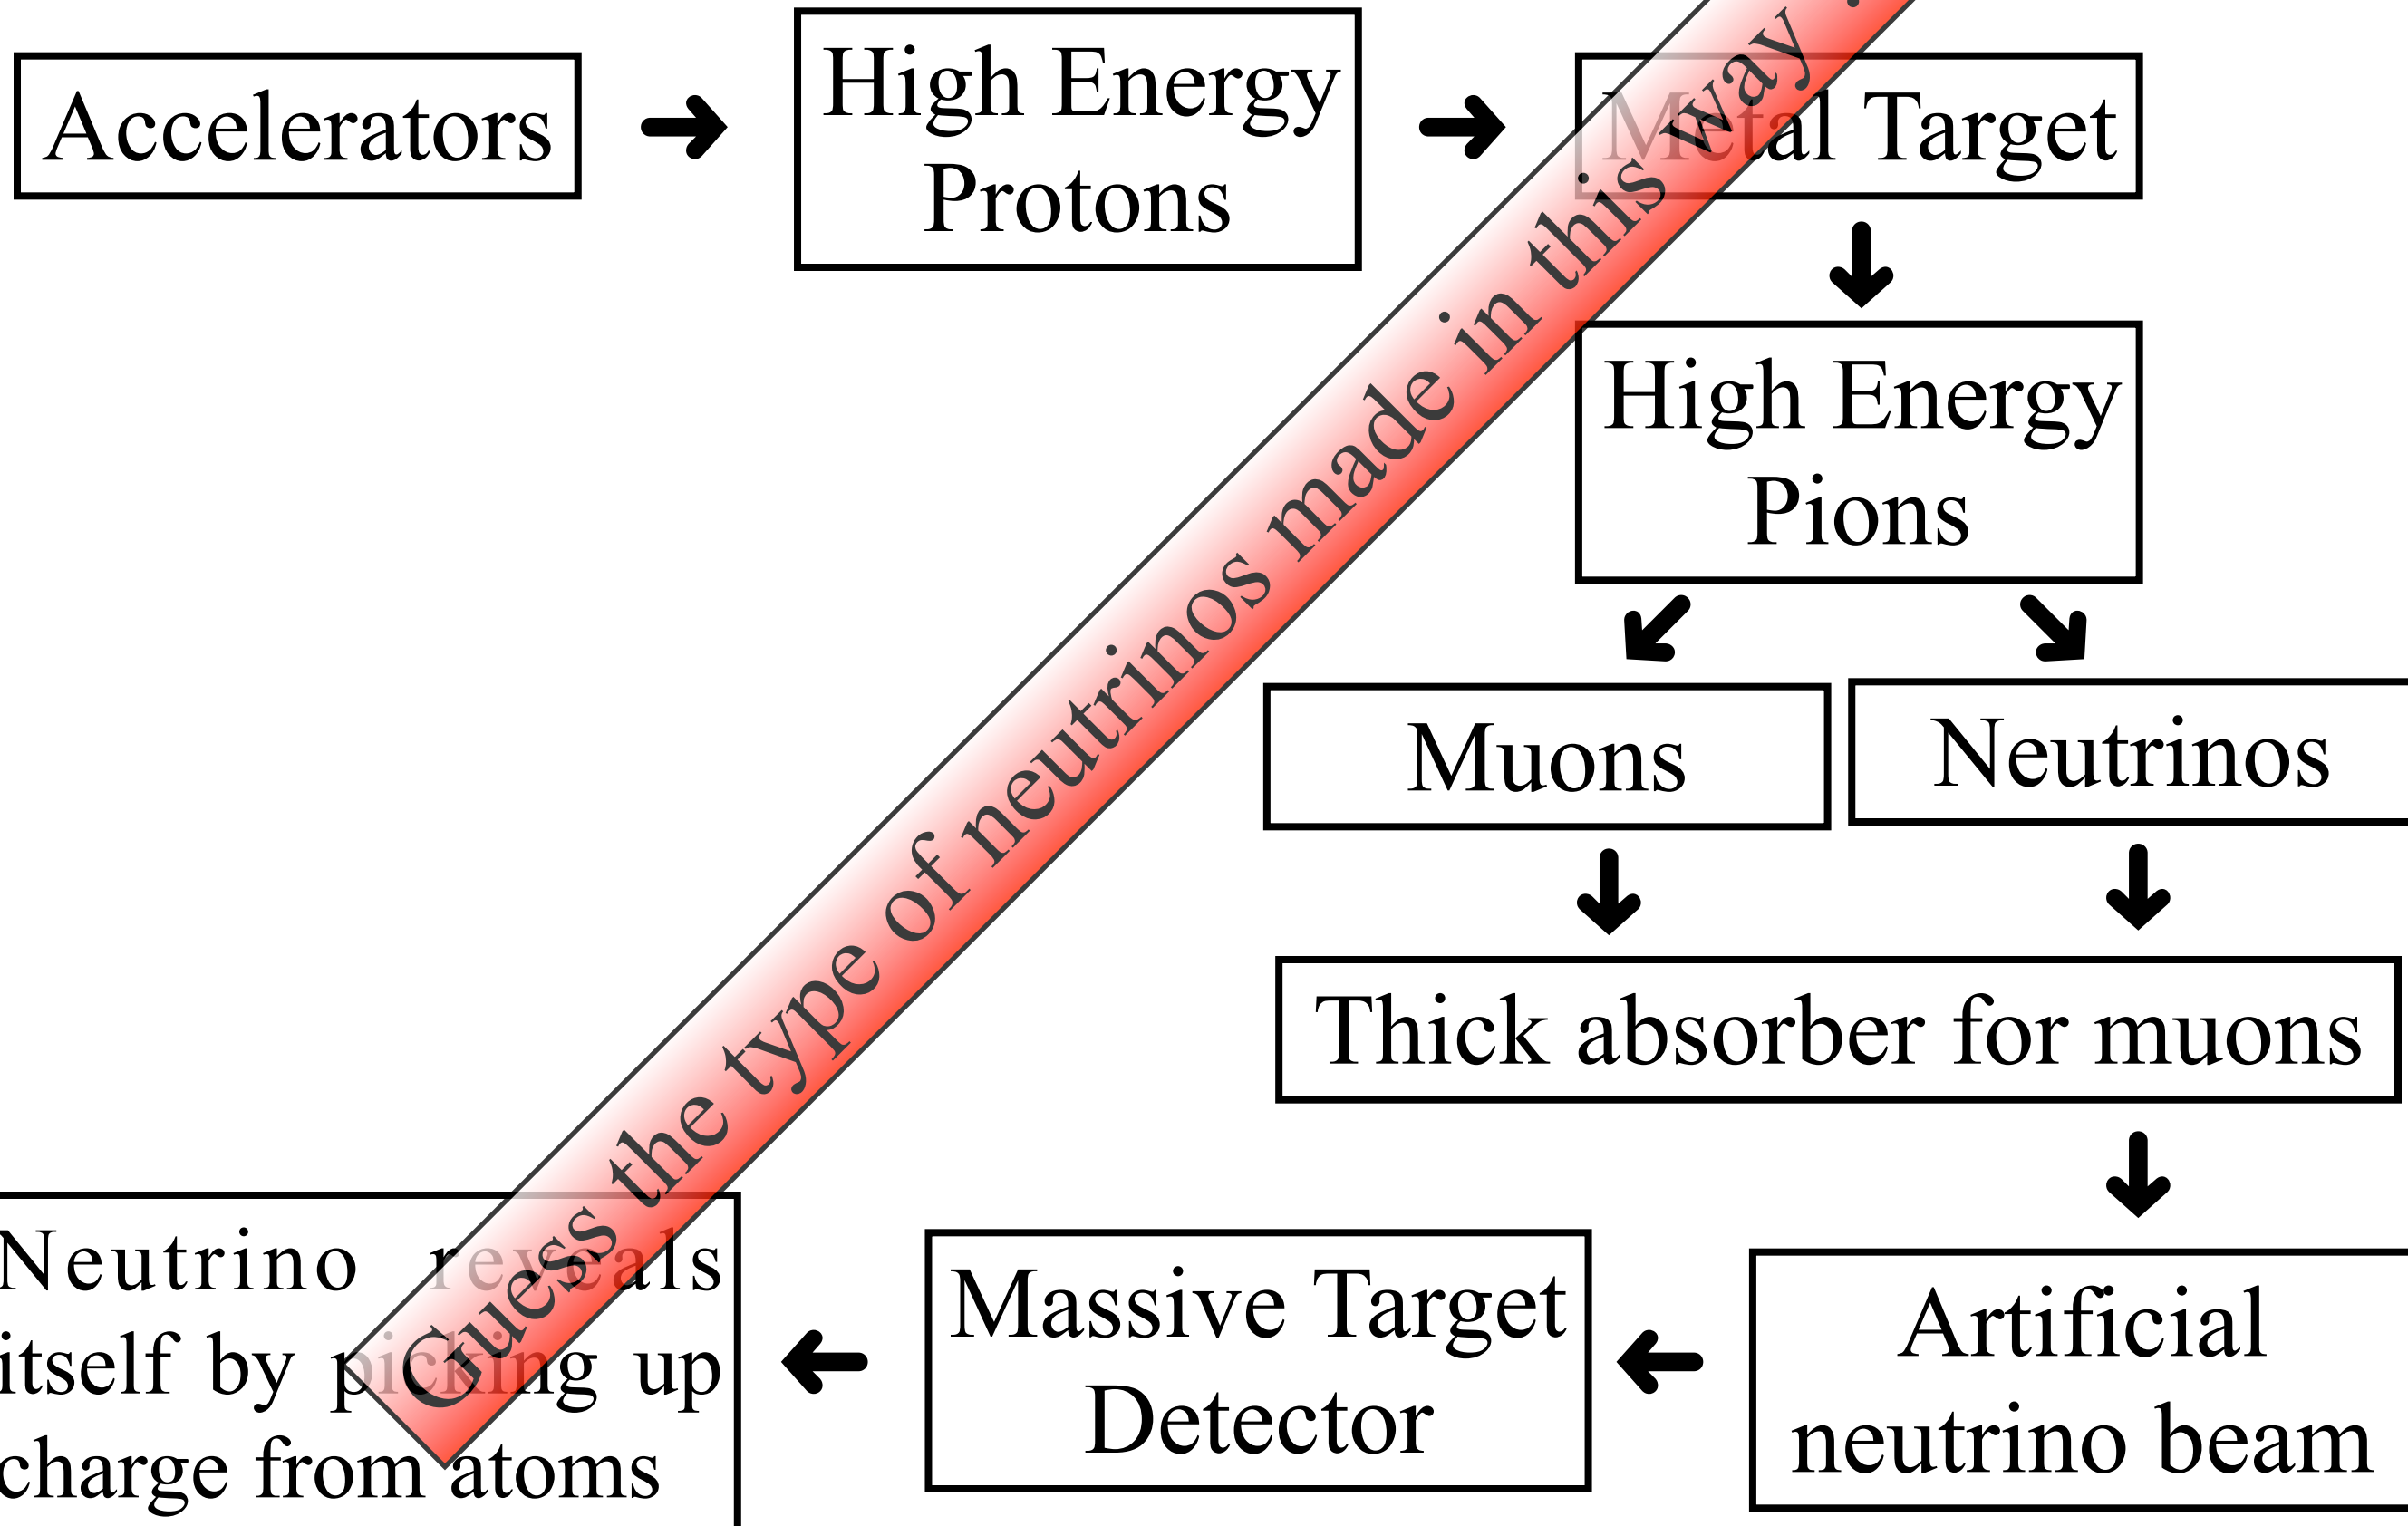 Accelerators
High Energy
Protons
Metal Target
High Energy
Pions
Muons
Neutrinos
Thick absorber for muons
Artificial
neutrino beam
Massive Target
Detector
Neutrino reveals
itself by picking up
charge from atoms
Guess the type of neutrinos made in this way